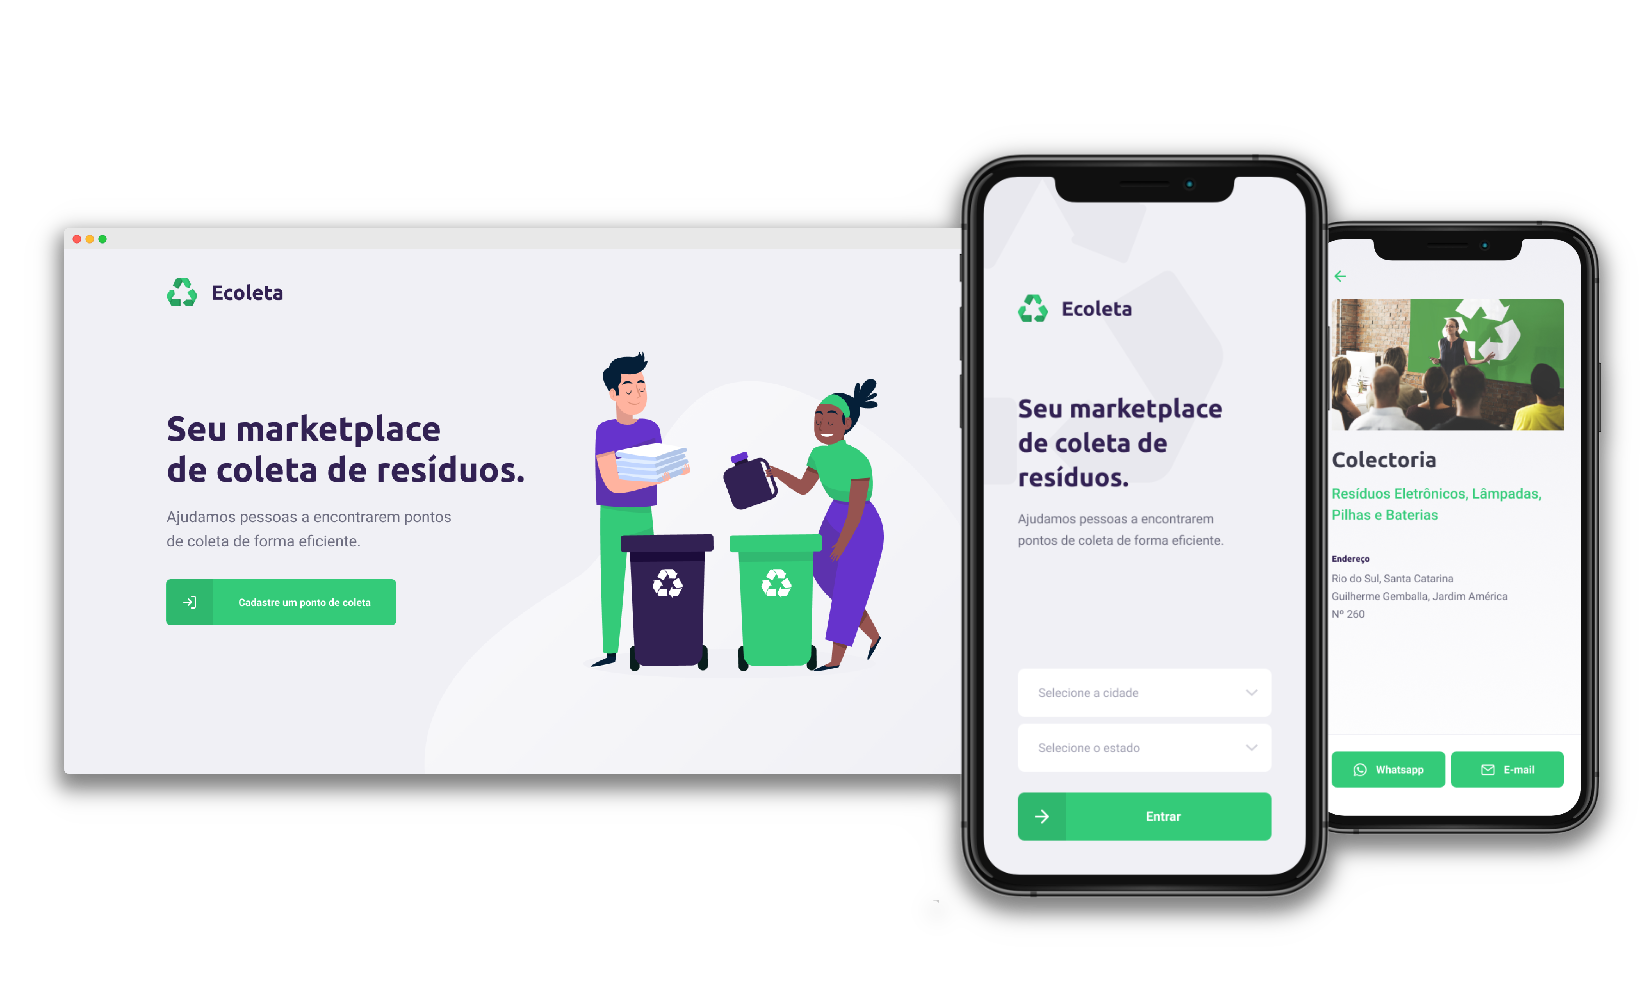 Ecoleta
Seu marketplace
de coleta de resíduos.
Ajudamos pessoas a encontrarem pontos
de coleta de forma eficiente.
Cadastre um ponto de coleta
Ecoleta
Seu marketplace
de coleta de
resíduos.
Ajudamos pessoas a encontrarem
pontos de coleta de forma eficiente.
Selecione a cidade
Selecione o estado
Entrar
Colectoria
Resíduos Eletrônicos, Lâmpadas,
Pilhas e Baterias
Endereço
Rio do Sul, Santa Catarina
Guilherme Gemballa, Jardim América
Nº 260
Whatsapp
E-mail